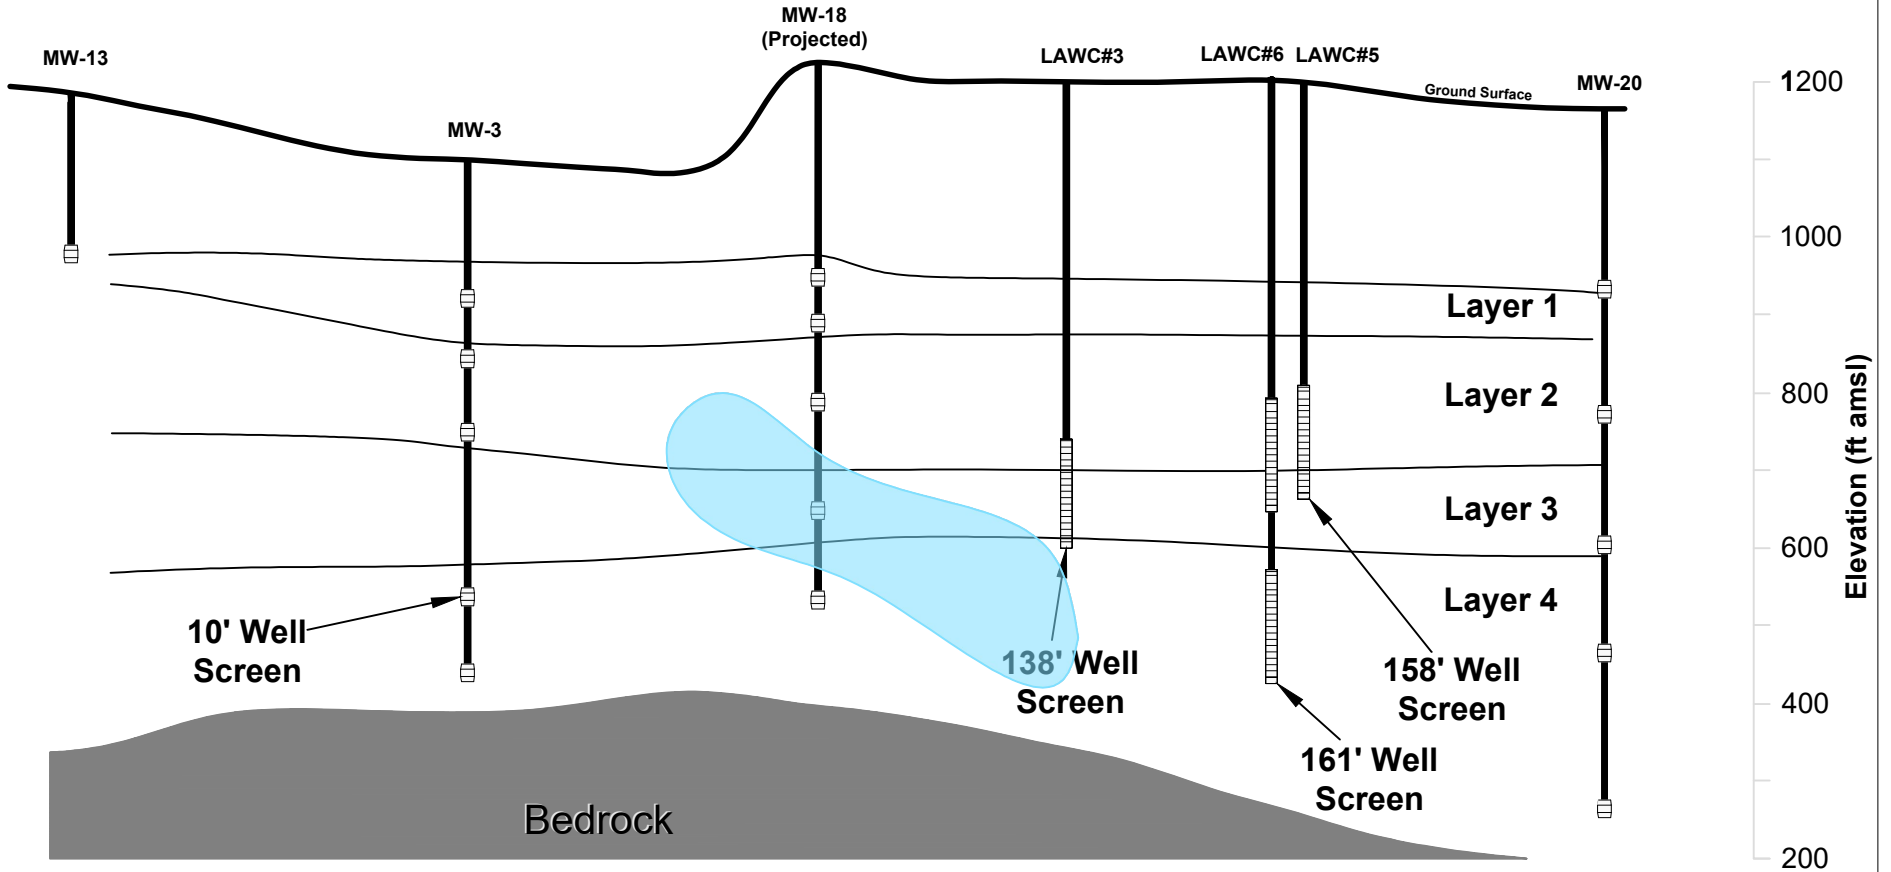 MW-18
(Projected)
MW-13
LAWC#3
LAWC#6
LAWC#5
MW-20
MW-3
Ground Surface
1200
1000
800
600
400
200
Elevation (ft amsl)
Layer 1
Layer 2
Layer 3
Layer 4
10' Well
Screen
138' Well
Screen
158' Well
Screen
161' Well
Screen
Bedrock